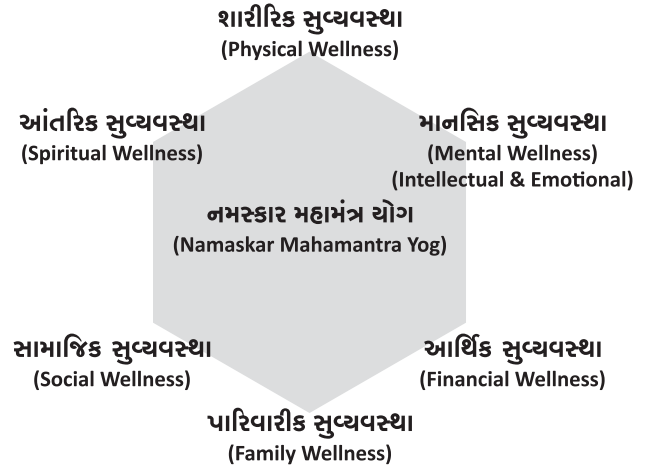 શારીરિક સુવ્યવસ્થા
(Physical Wellness)
આંતરિક સુવ્યવસ્થા
(Spiritual Wellness)
માનસિક સુવ્યવસ્થા
(Mental Wellness)
(Intellectual & Emotional)
નમસ્કાર મહામંત્ર યોગ
(Namaskar Mahamantra Yog)
સામાજિક સુવ્યવસ્થા
(Social Wellness)
આર્થિક સુવ્યવસ્થા
(Financial Wellness)
પારિવારીક સુવ્યવસ્થા
(Family Wellness)